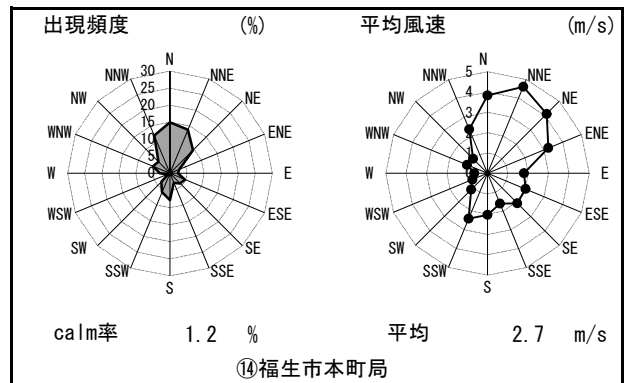 出現頻度 (%)
N
NNE
NE
ENE
E
ESE
SE
SSE
S
SSW
SW
WSW
W
WNW
NW
NNW
30
25
20
15
10
5
0
calm率 1.2 %
平均風速 (m/s)
N
NNE
NE
ENE
E
ESE
SE
SSE
S
SSW
SW
WSW
W
WNW
NW
NNW
5
4
3
2
1
0
平均 2.7 m/s
⑭福生市本町局